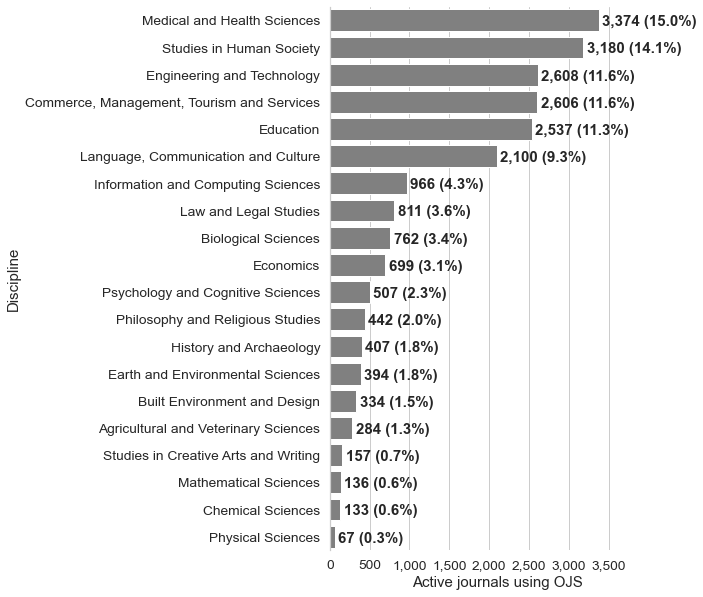 Discipline
Medical and Health Sciences 3,374 (15.0%)
Studies in Human Society 3,180 (14.1%)
Engineering and Technology 2,608 (11.6%)
Commerce, Management, Tourism and Services 2,606 (11.6%)
Education 2,537 (11.3%)
Language, Communication and Culture 2,100 (9.3%)
Information and Computing Sciences 966 (4.3%)
Law and Legal Studies 811 (3.6%)
Biological Sciences 762 (3.4%)
Economics 699 (3.1%)
Psychology and Cognitive Sciences 507 (2.3%)
Philosophy and Religious Studies 442 (2.0%)
History and Archaeology 407 (1.8%)
Earth and Environmental Sciences 394 (1.8%)
Built Environment and Design 334 (1.5%)
Agricultural and Veterinary Sciences 284 (1.3%)
Studies in Creative Arts and Writing 157 (0.7%)
Mathematical Sciences 136 (0.6%)
Chemical Sciences 133 (0.6%)
Physical Sciences 67 (0.3%)
0 500 1,000 1,500 2,000 2,500 3,000 3,500
Active journals using OJS